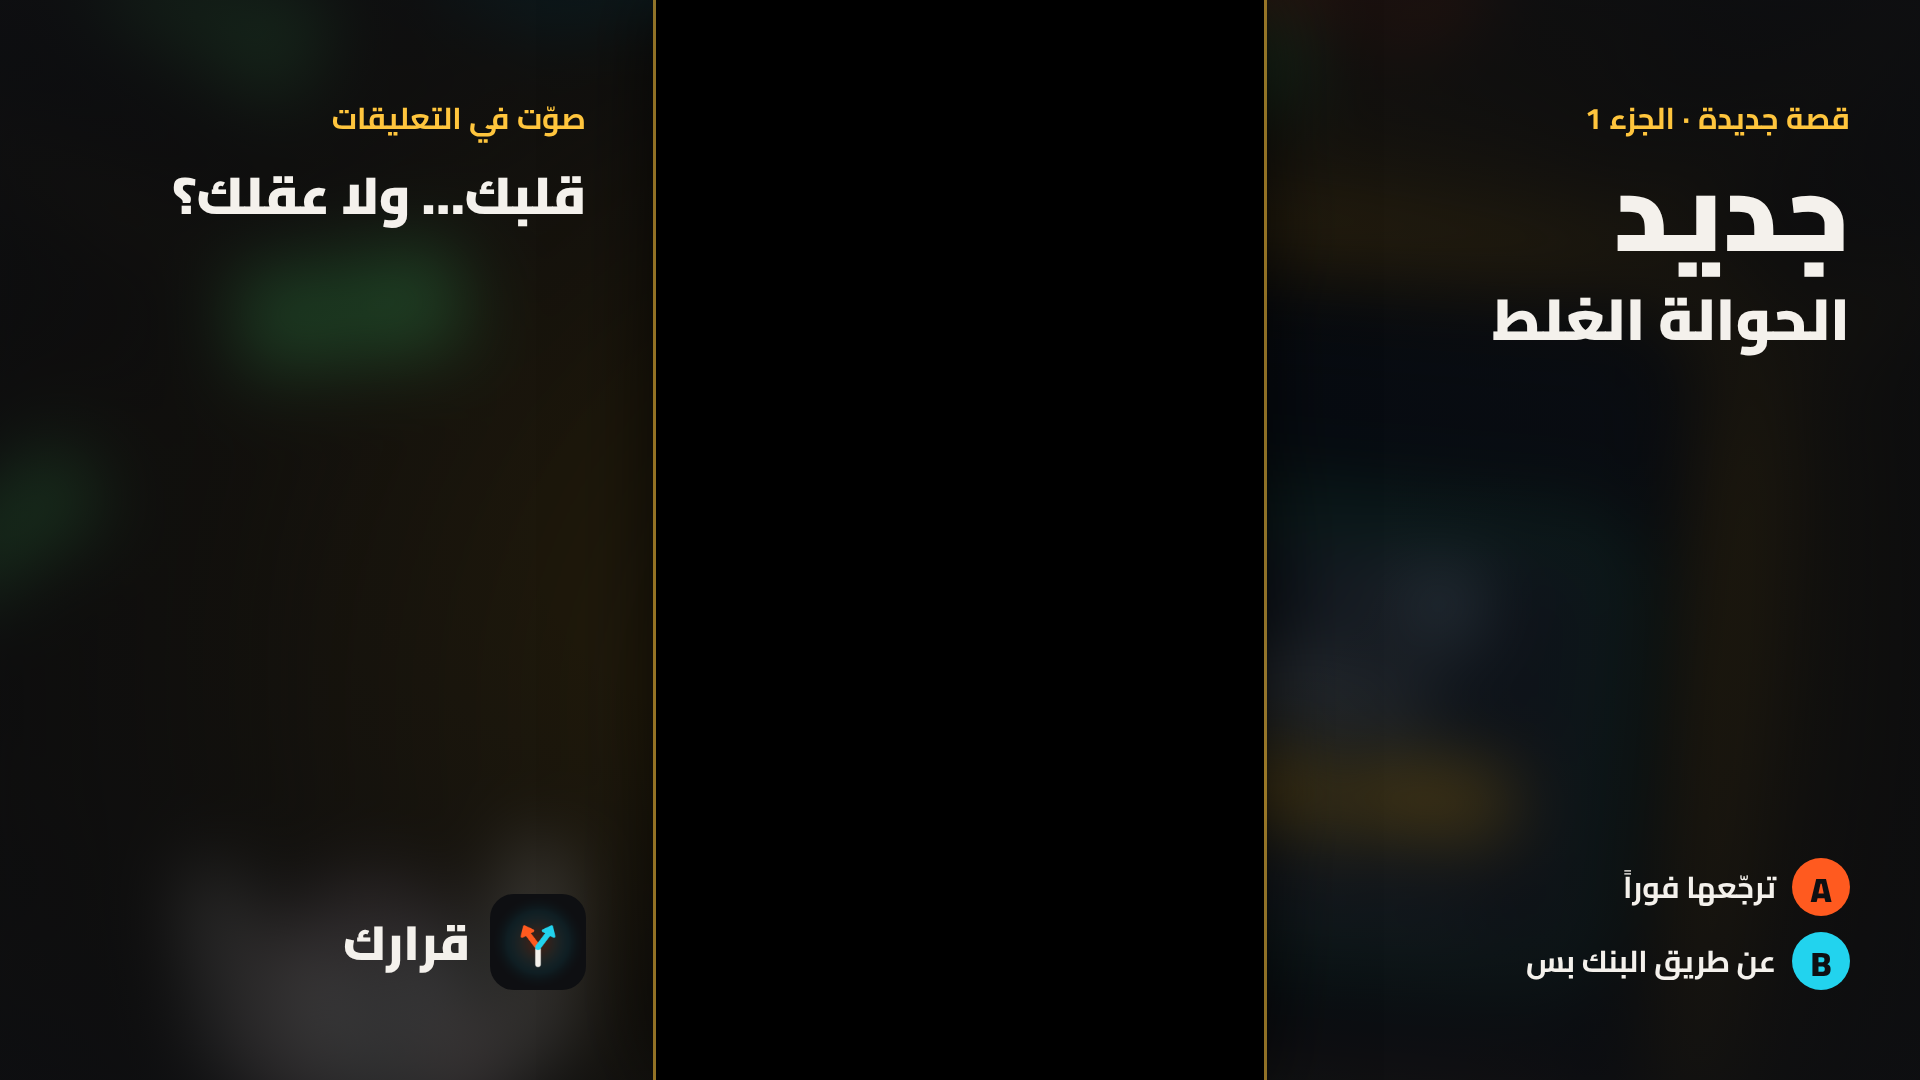 قصة جديدة · الجزء 1
جديد
الحوالة الغلط
A ترجّعها فوراً
B عن طريق البنك بس
صوّت في التعليقات
قلبك... ولا عقلك؟
قرارك